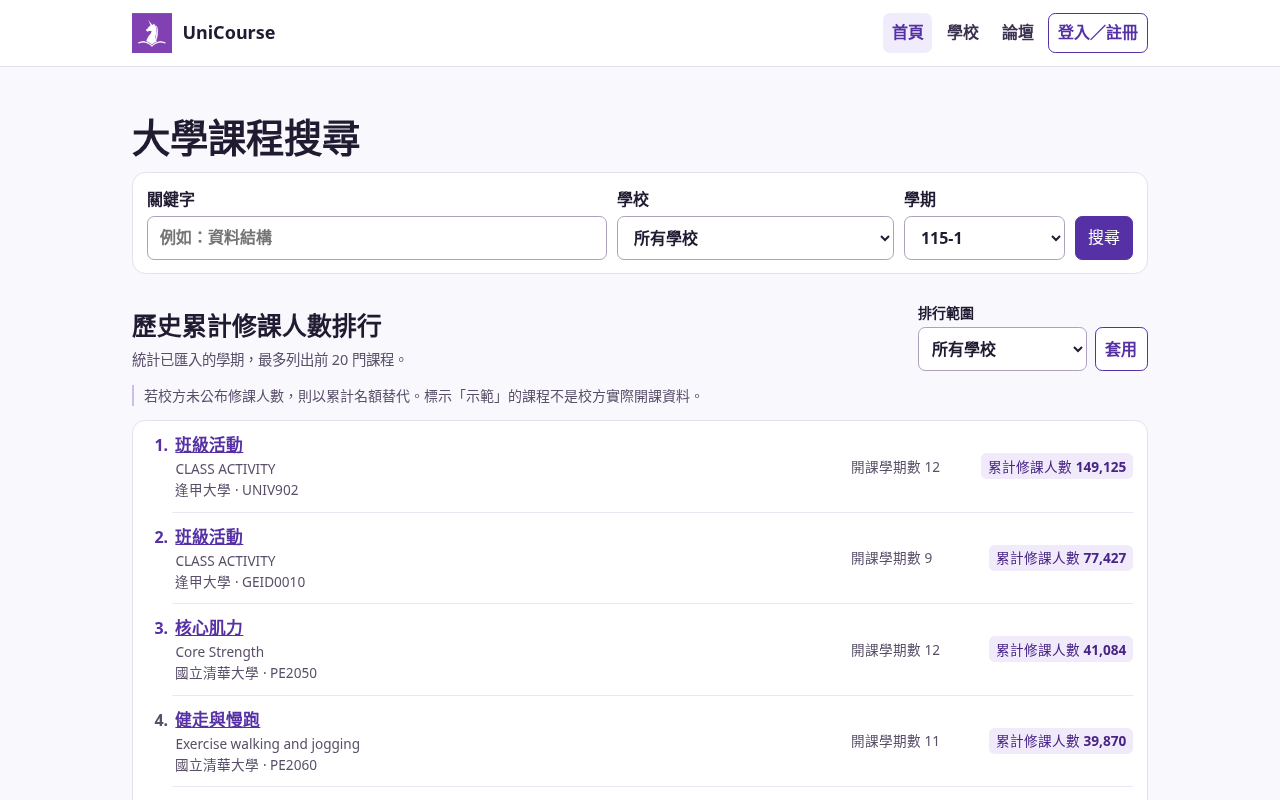 UniCourse
首頁 學校 論壇 登入／註冊
大學課程搜尋
關鍵字 學校 學期
例如：資料結構 所有學校 115-1 搜尋
歷史累計修課人數排行
統計已匯入的學期，最多列出前 20 門課程。
排行範圍
所有學校 套用
若校方未公布修課人數，則以累計名額替代。標示「示範」的課程不是校方實際開課資料。
1. 班級活動
CLASS ACTIVITY
逢甲大學 · UNIV902
開課學期數 12 累計修課人數 149,125
2. 班級活動
CLASS ACTIVITY
逢甲大學 · GEID0010
開課學期數 9 累計修課人數 77,427
3. 核心肌力
Core Strength
國立清華大學 · PE2050
開課學期數 12 累計修課人數 41,084
4. 健走與慢跑
Exercise walking and jogging
國立清華大學 · PE2060
開課學期數 11 累計修課人數 39,870